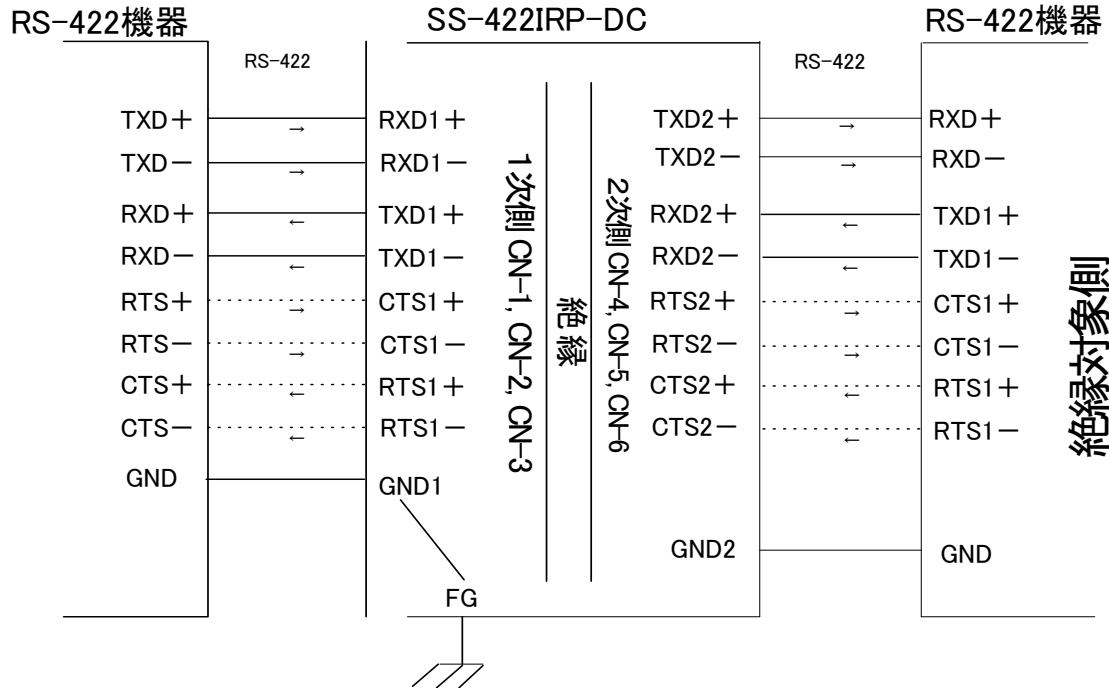 RS-422機器
SS-422IRP-DC
RS-422機器
RS-422
RS-422
TXD+
→
RXD1+
TXD2+
→
RXD+
TXD-
→
RXD1-
TXD2-
→
RXD-
RXD+
←
TXD1+
RXD2+
←
TXD1+
RXD-
←
TXD1-
RXD2-
←
TXD1-
RTS+
→
CTS1+
RTS2+
→
CTS1+
RTS-
→
CTS1-
RTS2-
→
CTS1-
CTS+
←
RTS1+
CTS2+
←
RTS1+
CTS-
←
RTS1-
CTS2-
←
RTS1-
GND
GND1
GND2
GND
FG
1次側 CN-1, CN-2, CN-3
絶縁
2次側 CN-4, CN-5, CN-6
絶縁対象側